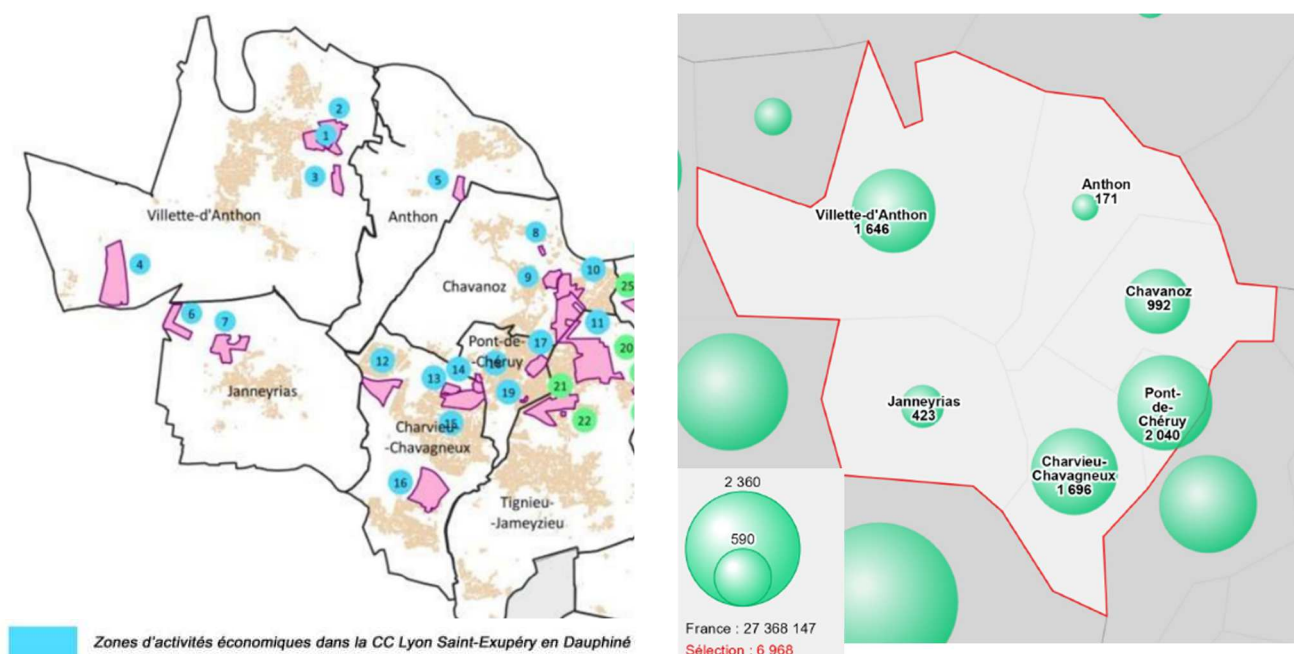 2
1
3
5
Villette-d'Anthon
Anthon
4
8
9
10
Chavanoz
25
6
7
11
17
Pont-de-
-Chéruy
20
12
13
14
Janneyrias
19
21
22
15
Charvieu-
-Chavagneux
16
Tignieu-
-Jameyzieu
Zones d'activités économiques dans la CC Lyon Saint-Exupéry en Dauphiné
Anthon
171
Villette-d'Anthon
1 646
Chavanoz
992
Janneyrias
423
Pont-
de-
Chéruy
2 040
Charvieu-
Chavagneux
1 696
2 360
590
France : 27 368 147
Sélection : 6 968